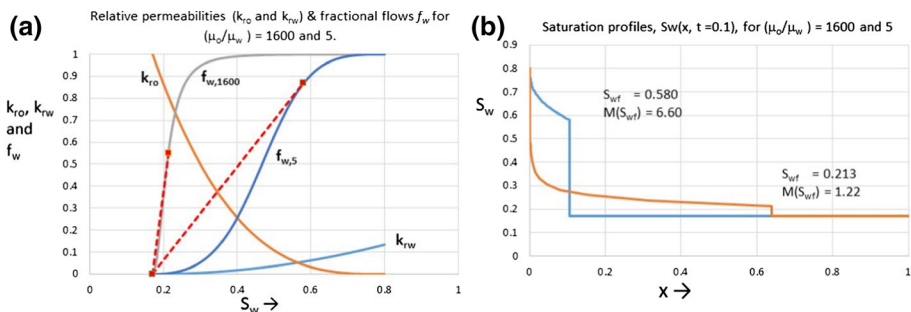 (a)
Relative permeabilities (kro and krw) & fractional flows fw for
(μo/μw ) = 1600 and 5.
kro, krw
and
fw
1
0.9
0.8
0.7
0.6
0.5
0.4
0.3
0.2
0.1
0
kro
fw,1600
fw,5
krw
0
0.2
0.4
0.6
0.8
1
Sw →
(b)
Saturation profiles, Sw(x, t =0.1), for (μo/μw ) = 1600 and 5
Sw
0.9
0.8
0.7
0.6
0.5
0.4
0.3
0.2
0.1
0
Swf = 0.580
M(Swf) = 6.60
Swf = 0.213
M(Swf) = 1.22
0
0.2
0.4
0.6
0.8
1
x →